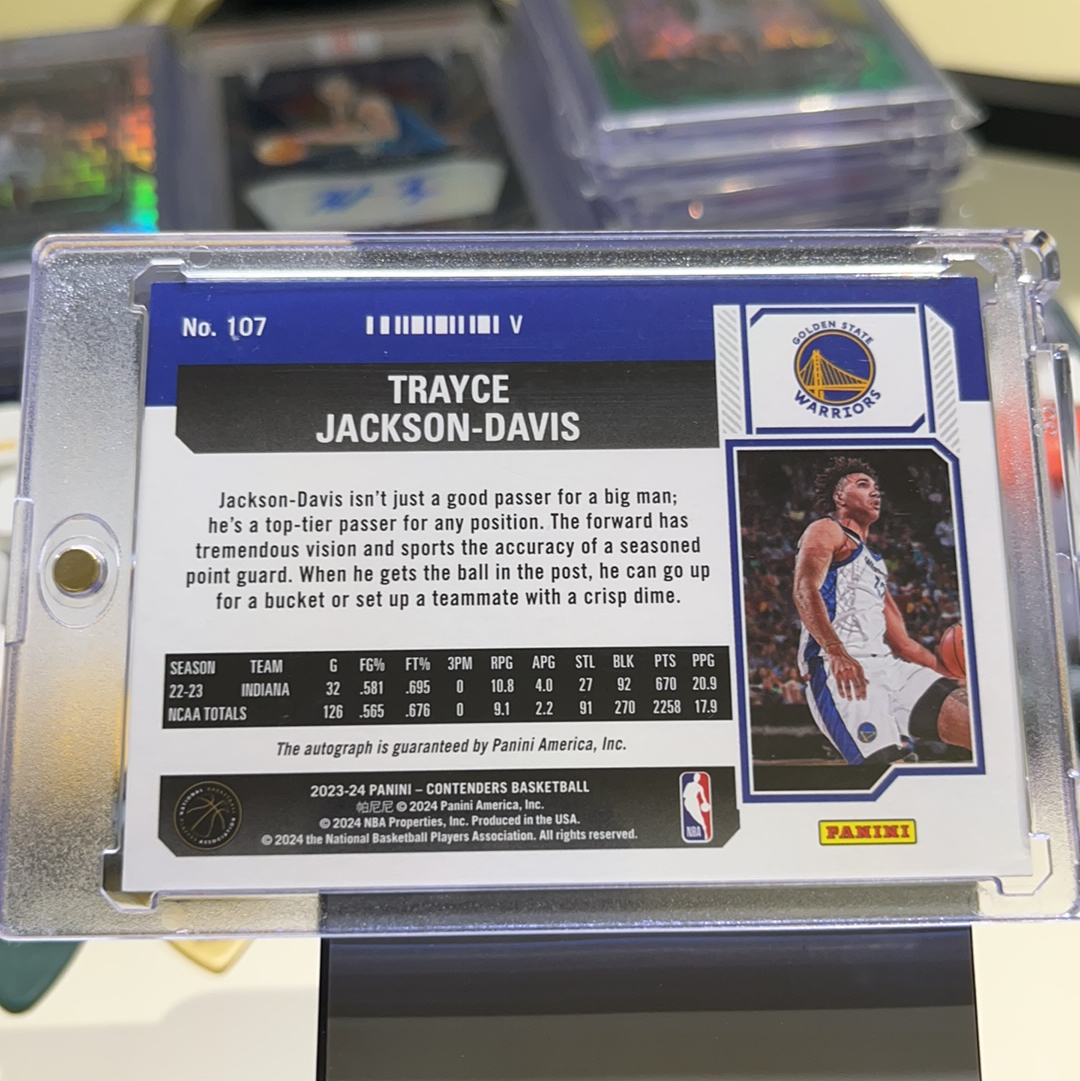 No. 107
V
GOLDEN STATE
WARRIORS
TRAYCE
JACKSON-DAVIS
Jackson-Davis isn't just a good passer for a big man;
he's a top-tier passer for any position. The forward has
tremendous vision and sports the accuracy of a seasoned
point guard. When he gets the ball in the post, he can go up
for a bucket or set up a teammate with a crisp dime.
SEASON TEAM G FG% FT% 3PM RPG APG STL BLK PTS PPG
22-23 INDIANA 32 .581 .695 0 10.8 4.0 27 92 670 20.9
NCAA TOTALS 126 .565 .676 0 9.1 2.2 91 270 2258 17.9
The autograph is guaranteed by Panini America, Inc.
2023-24 PANINI – CONTENDERS BASKETBALL
帕尼尼 © 2024 Panini America, Inc.
© 2024 NBA Properties, Inc. Produced in the USA.
© 2024 the National Basketball Players Association. All rights reserved.
NBA
PANINI